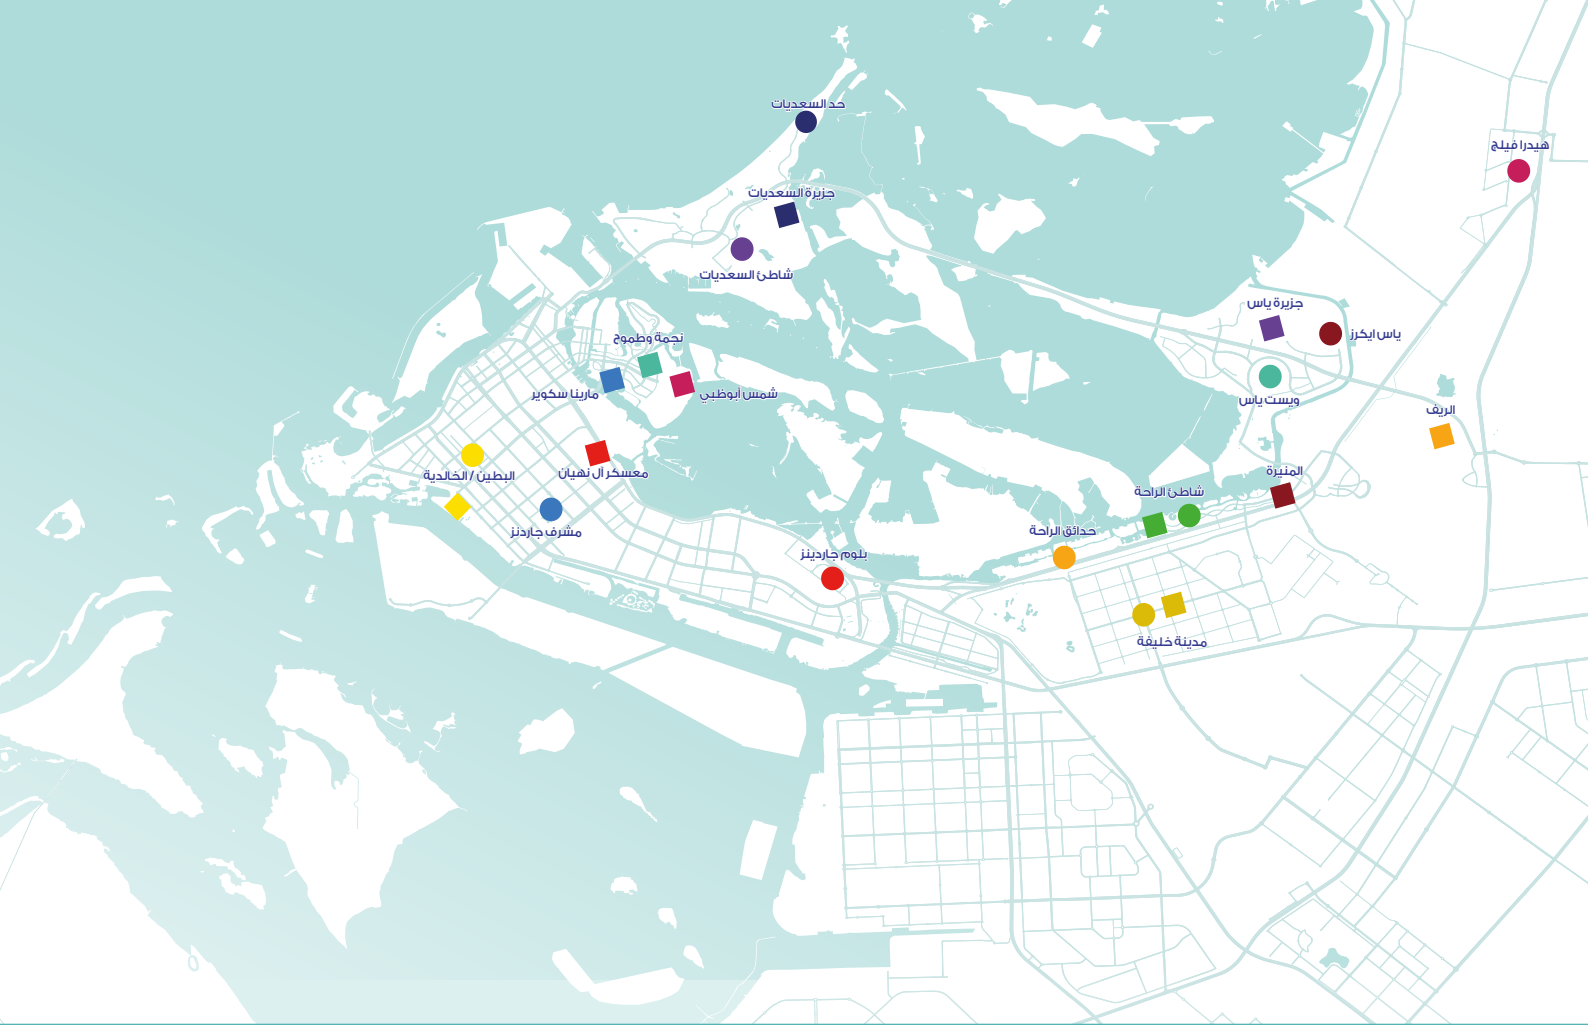 حد السعديات
هيدرا فيلج
جزيرة السعديات
شاطئ السعديات
جزيرة ياس
ياس ايكرز
نجمة وطموح
مارينا سكوير
شمس أبوظبي
ويست ياس
الريف
معسكر آل نهيان
البطين / الخالدية
المنيرة
شاطئ الراحة
مشرف جاردنز
حدائق الراحة
بلوم جاردينز
مدينة خليفة